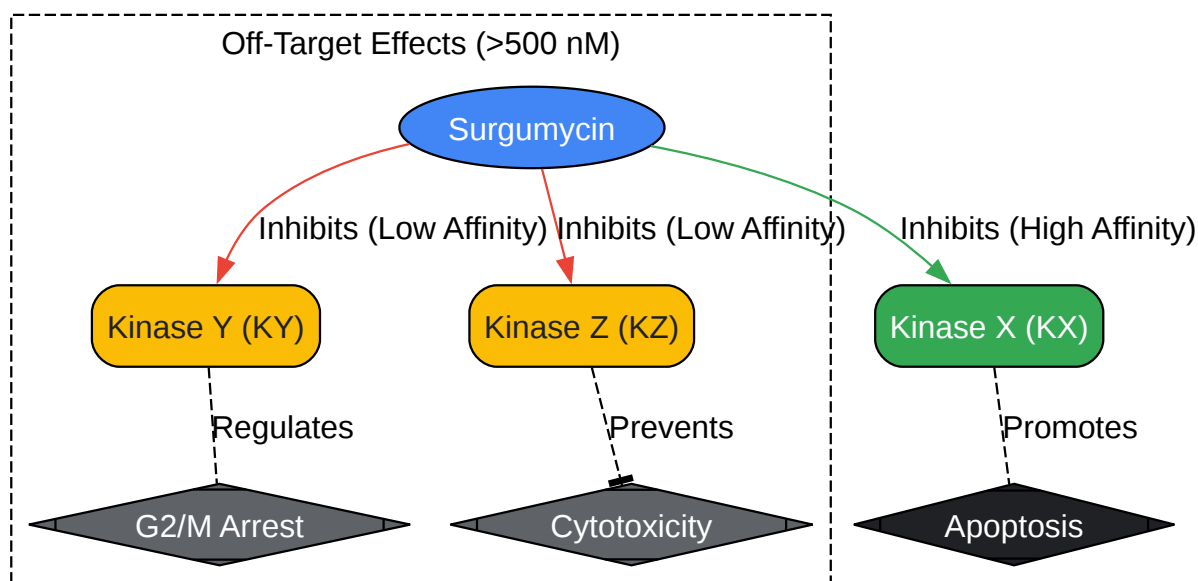 Off-Target Effects (>500 nM)
Surgumycin
Inhibits (Low Affinity)
Inhibits (Low Affinity)
Inhibits (High Affinity)
Kinase Y (KY)
Kinase Z (KZ)
Kinase X (KX)
Regulates
Prevents
Promotes
G2/M Arrest
Cytotoxicity
Apoptosis